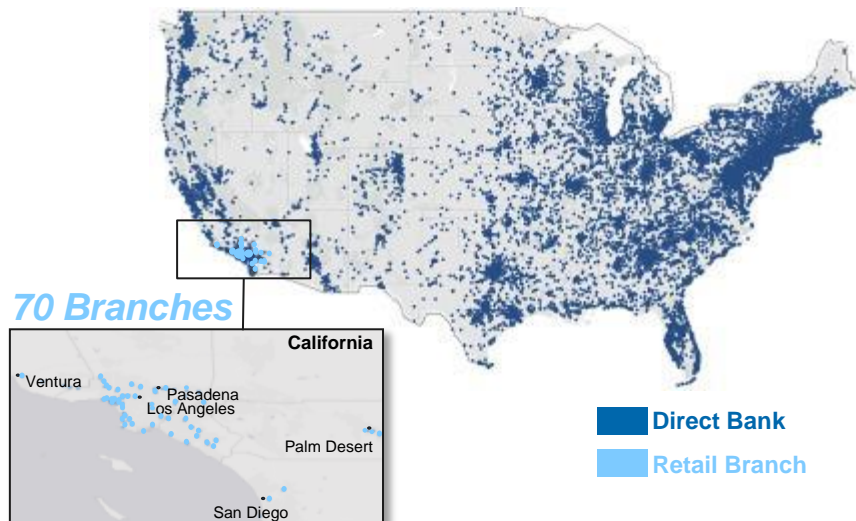 70 Branches
California
Ventura
Pasadena
Los Angeles
Palm Desert
San Diego
Direct Bank
Retail Branch